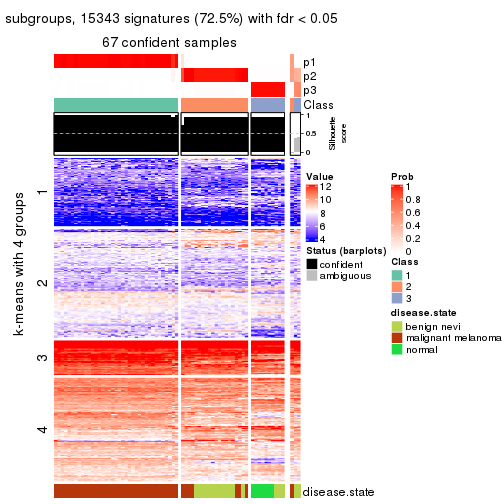 subgroups, 15343 signatures (72.5%) with fdr < 0.05
67 confident samples
p1
p2
p3
Class
1
0.5
0
Silhouette
score
k-means with 4 groups
1
2
3
4
disease.state
Value
12
10
8
6
4
Status (barplots)
confident
ambiguous
Prob
1
0.8
0.6
0.4
0.2
0
Class
1
2
3
disease.state
benign nevi
malignant melanoma
normal